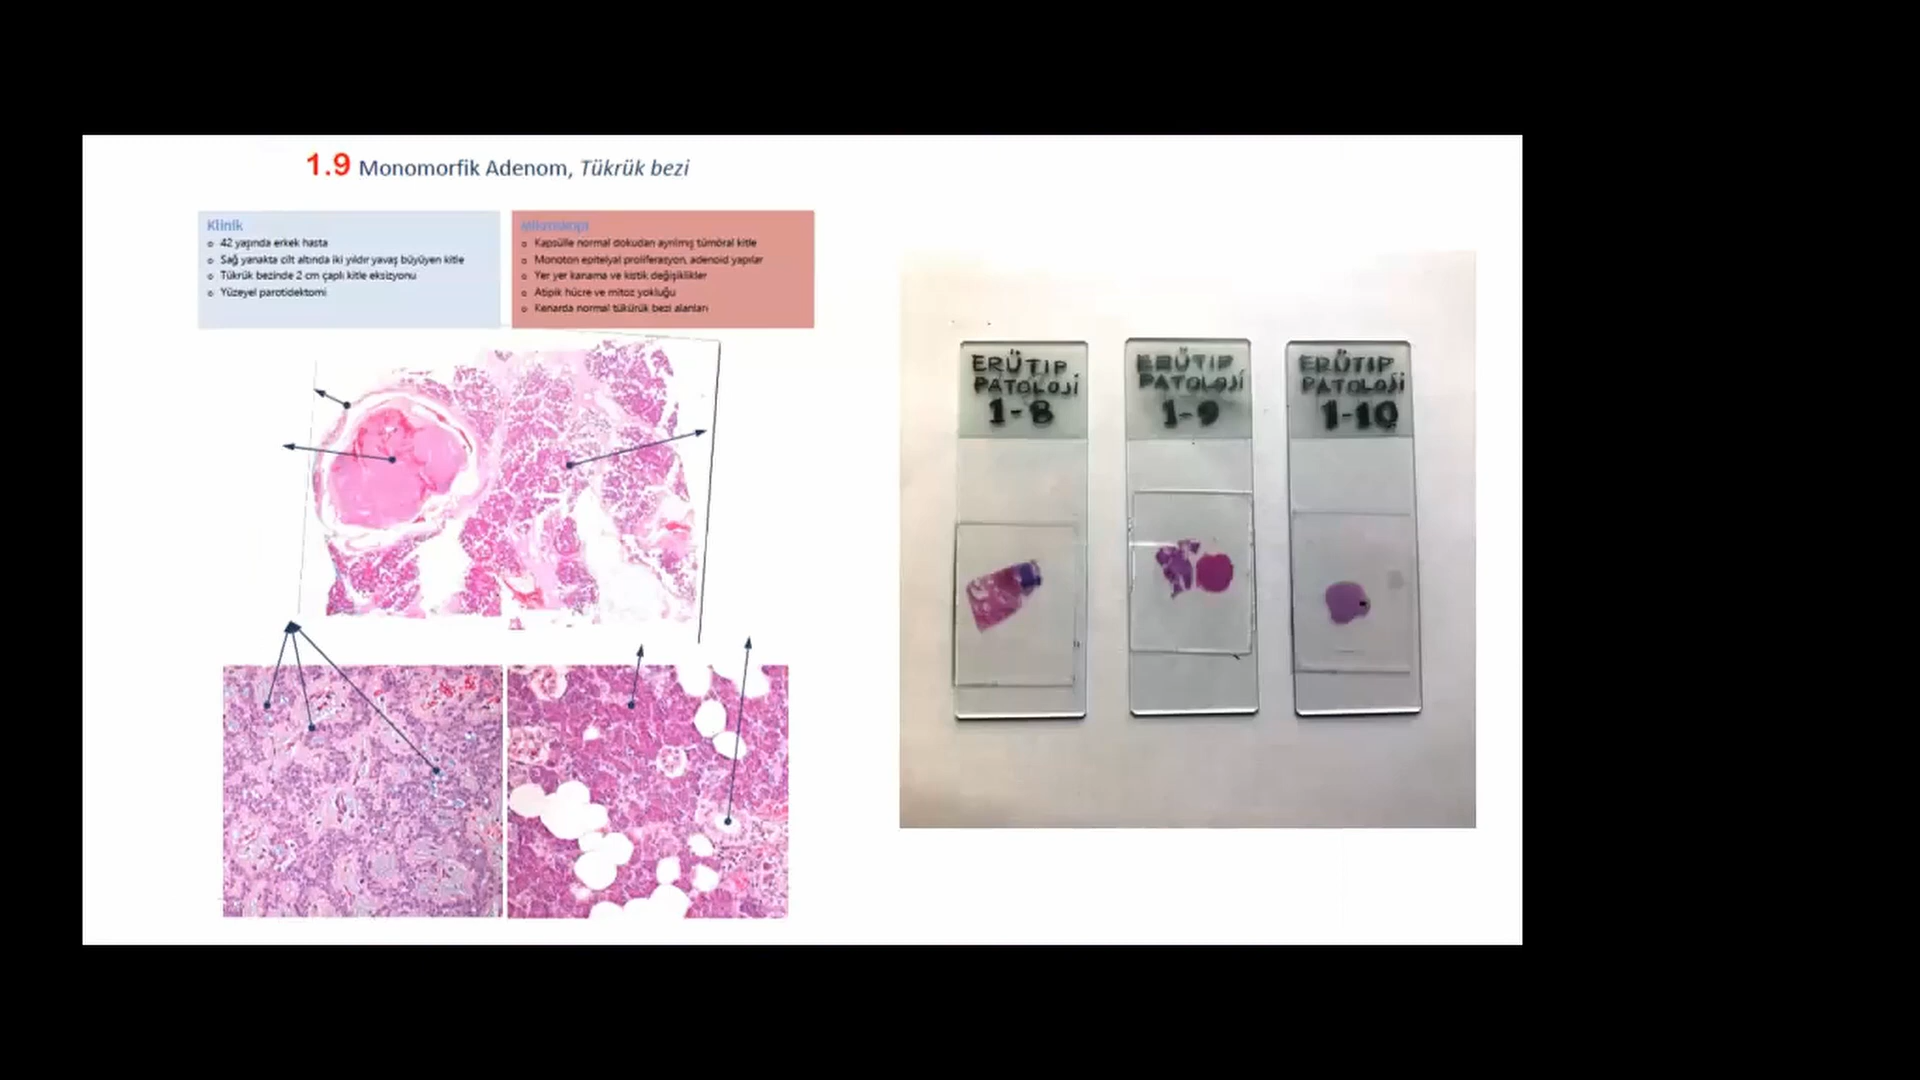 1.9 Monomorfik Adenom, Tükrük bezi
Klinik
o 42 yaşında erkek hasta
o Sağ yanakta cilt altında iki yıldır yavaş büyüyen kitle
o Tükrük bezinde 2 cm çaplı kitle eksizyonu
o Yüzeyel parotidektomi
Mikroskopi
o Kapsülle normal dokudan ayrılmış tümöral kitle
o Monoton epitelyal proliferasyon, adenoid yapılar
o Yer yer kanama ve kistik değişiklikler
o Atipik hücre ve mitoz yokluğu
o Kenarda normal tükürük bezi alanları
ERÜTIP
PATOLOJİ
1-8
ERÜTIP
PATOLOJİ
1-9
ERÜTIP
PATOLOJİ
1-10